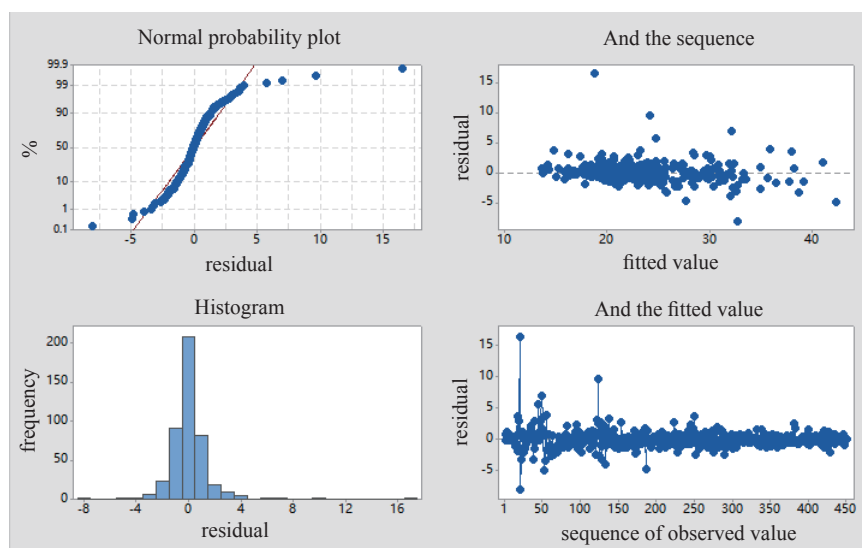 Normal probability plot
99.9
99
90
50
10
1
0.1
%
-5 0 5 10 15
residual
And the sequence
15
10
5
0
-5
residual
10 20 30 40
fitted value
Histogram
200
150
100
50
0
frequency
-8 -4 0 4 8 12 16
residual
And the fitted value
15
10
5
0
-5
residual
1 50 100 150 200 250 300 350 400 450
sequence of observed value